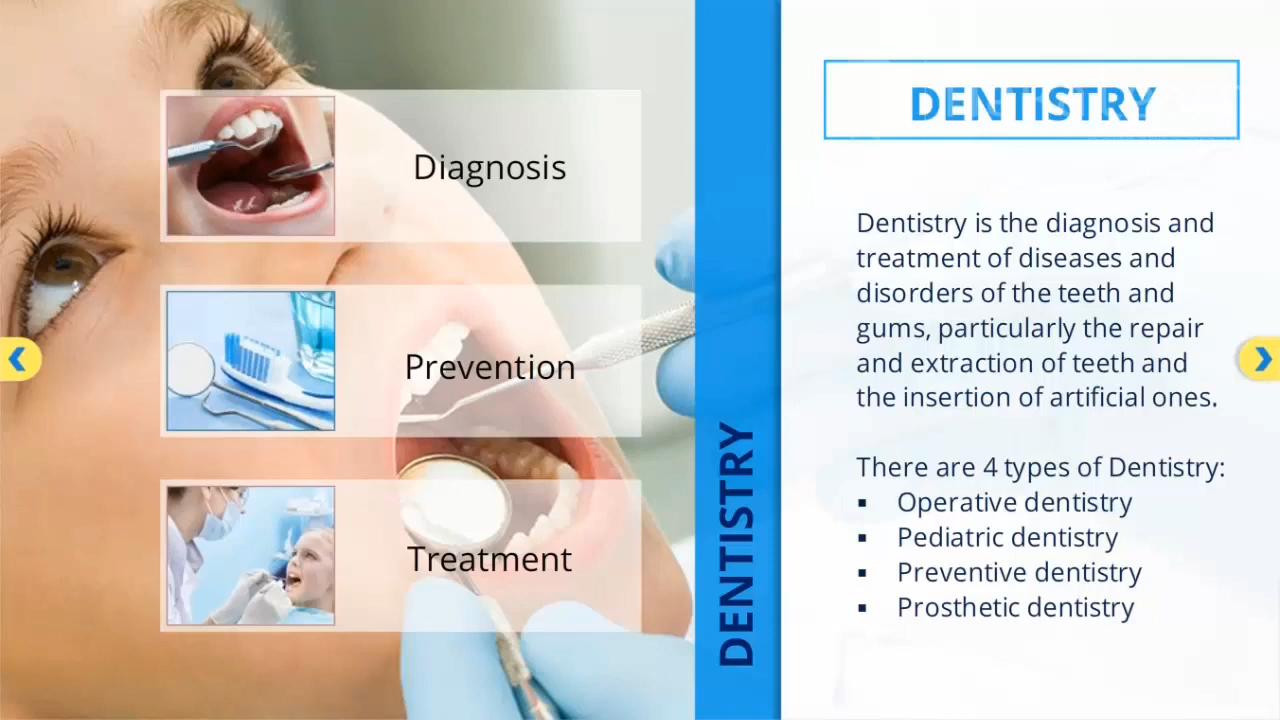 Diagnosis
Prevention
Treatment
DENTISTRY
DENTISTRY
Dentistry is the diagnosis and
treatment of diseases and
disorders of the teeth and
gums, particularly the repair
and extraction of teeth and
the insertion of artificial ones.
There are 4 types of Dentistry:
▪ Operative dentistry
▪ Pediatric dentistry
▪ Preventive dentistry
▪ Prosthetic dentistry